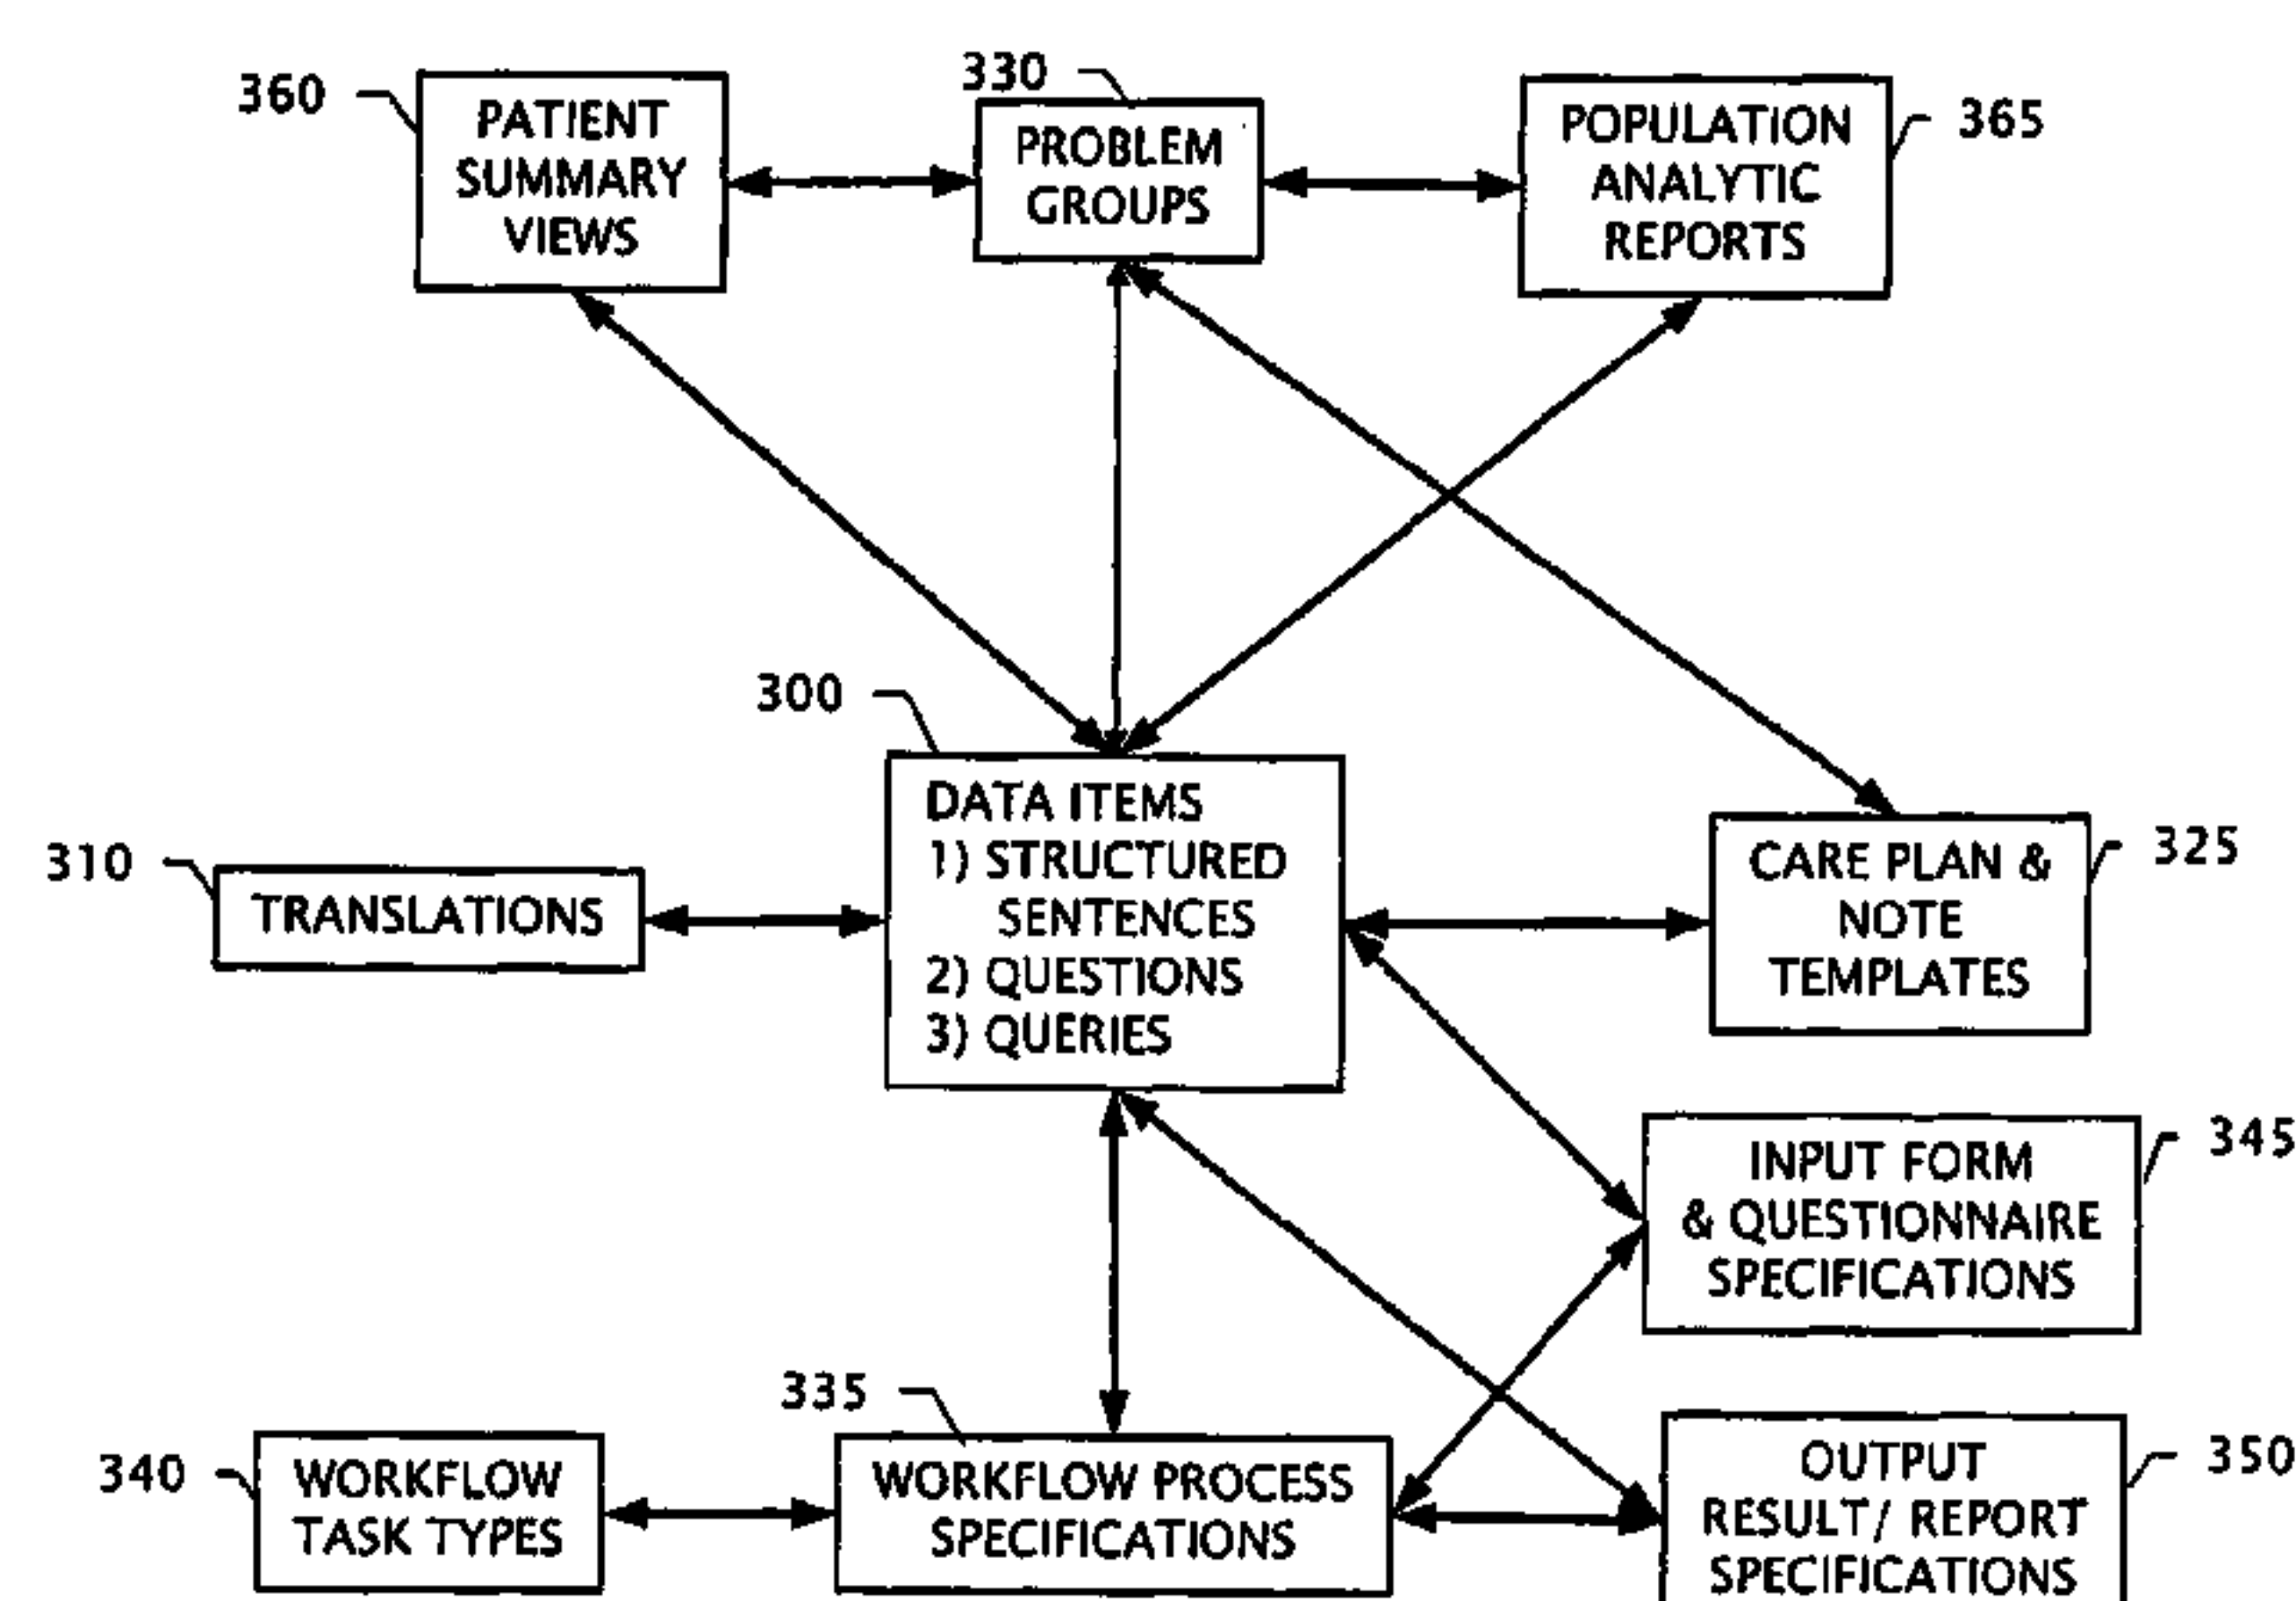 360
PATIENT
SUMMARY
VIEWS
330
PROBLEM
GROUPS
POPULATION
ANALYTIC
REPORTS
365
300
DATA ITEMS
1) STRUCTURED
SENTENCES
2) QUESTIONS
3) QUERIES
310
TRANSLATIONS
CARE PLAN &
NOTE
TEMPLATES
325
INPUT FORM
& QUESTIONNAIRE
SPECIFICATIONS
345
340
WORKFLOW
TASK TYPES
335
WORKFLOW PROCESS
SPECIFICATIONS
OUTPUT
RESULT/ REPORT
SPECIFICATIONS
350